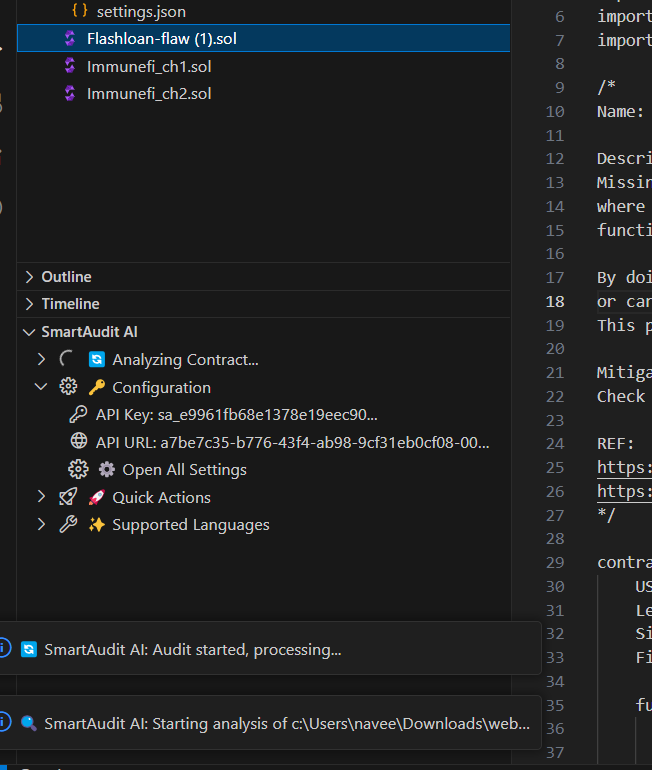 settings.json
Flashloan-flaw (1).sol
Immunefi_ch1.sol
Immunefi_ch2.sol
Outline
Timeline
SmartAudit AI
Analyzing Contract...
Configuration
API Key: sa_e9961fb68e1378e19eec90...
API URL: a7be7c35-b776-43f4-ab98-9cf31eb0cf08-00...
Open All Settings
Quick Actions
Supported Languages
SmartAudit AI: Audit started, processing...
SmartAudit AI: Starting analysis of c:\Users\navee\Downloads\web...
6 import
7 import
8
9 /*
10 Name:
11
12 Descri
13 Missin
14 where
15 functi
16
17 By doi
18 or car
19 This p
20
21 Mitiga
22 Check
23
24 REF:
25 https:
26 https:
27 */
28
29 contra
30 US
31 Le
32 Si
33 Fi
34
35 fu
36
37